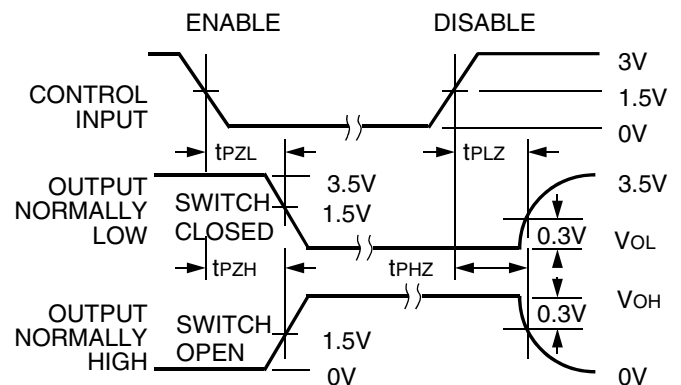 ENABLE DISABLE
3V
CONTROL
INPUT
1.5V
0V
tPZL tPLZ
OUTPUT
NORMALLY
LOW
SWITCH
CLOSED
3.5V
1.5V
3.5V
0.3V
VOL
tPZH tPHZ
VOH
0.3V
OUTPUT
NORMALLY
HIGH
SWITCH
OPEN
1.5V
0V
0V